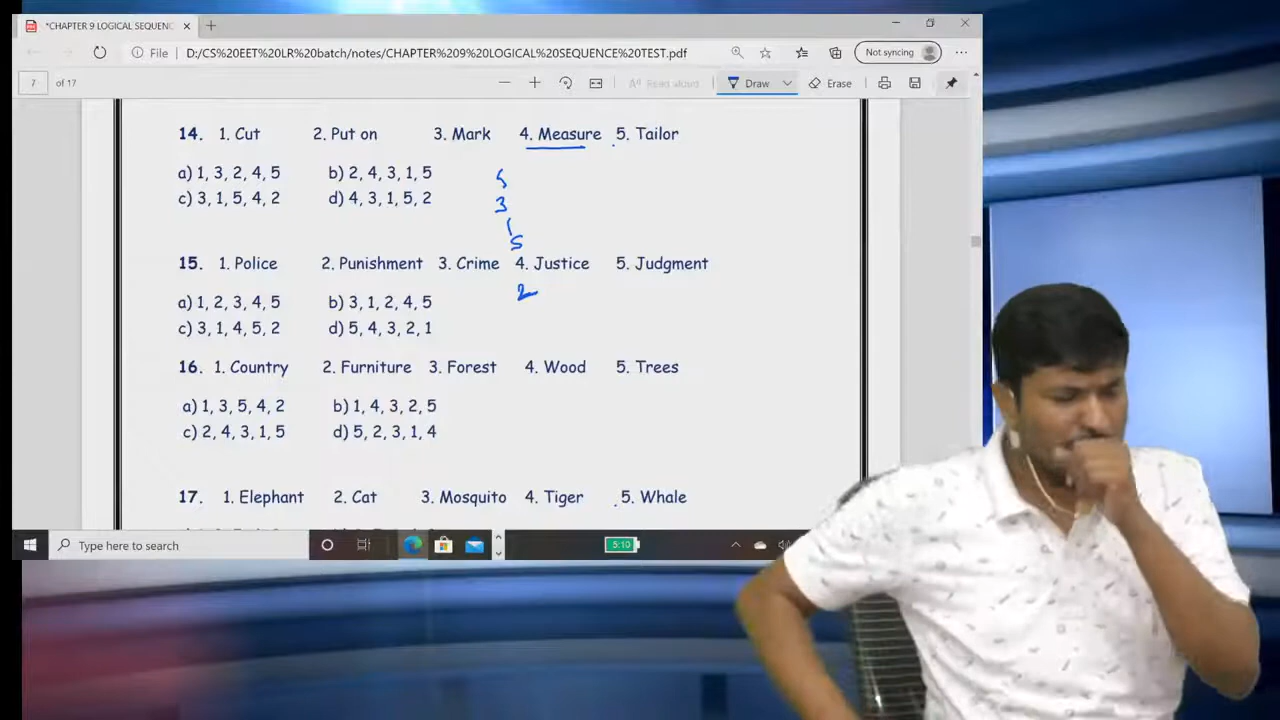 *CHAPTER 9 LOGICAL SEQUENC
File D:/CS%20EET%20LR%20batch/notes/CHAPTER%209%20LOGICAL%20SEQUENCE%20TEST.pdf Not syncing
7 of 17 Read aloud Draw Erase
14. 1. Cut 2. Put on 3. Mark 4. Measure 5. Tailor
a) 1, 3, 2, 4, 5 b) 2, 4, 3, 1, 5
c) 3, 1, 5, 4, 2 d) 4, 3, 1, 5, 2
3
1
5
15. 1. Police 2. Punishment 3. Crime 4. Justice 5. Judgment
2
a) 1, 2, 3, 4, 5 b) 3, 1, 2, 4, 5
c) 3, 1, 4, 5, 2 d) 5, 4, 3, 2, 1
16. 1. Country 2. Furniture 3. Forest 4. Wood 5. Trees
a) 1, 3, 5, 4, 2 b) 1, 4, 3, 2, 5
c) 2, 4, 3, 1, 5 d) 5, 2, 3, 1, 4
17. 1. Elephant 2. Cat 3. Mosquito 4. Tiger 5. Whale
Type here to search 5:10